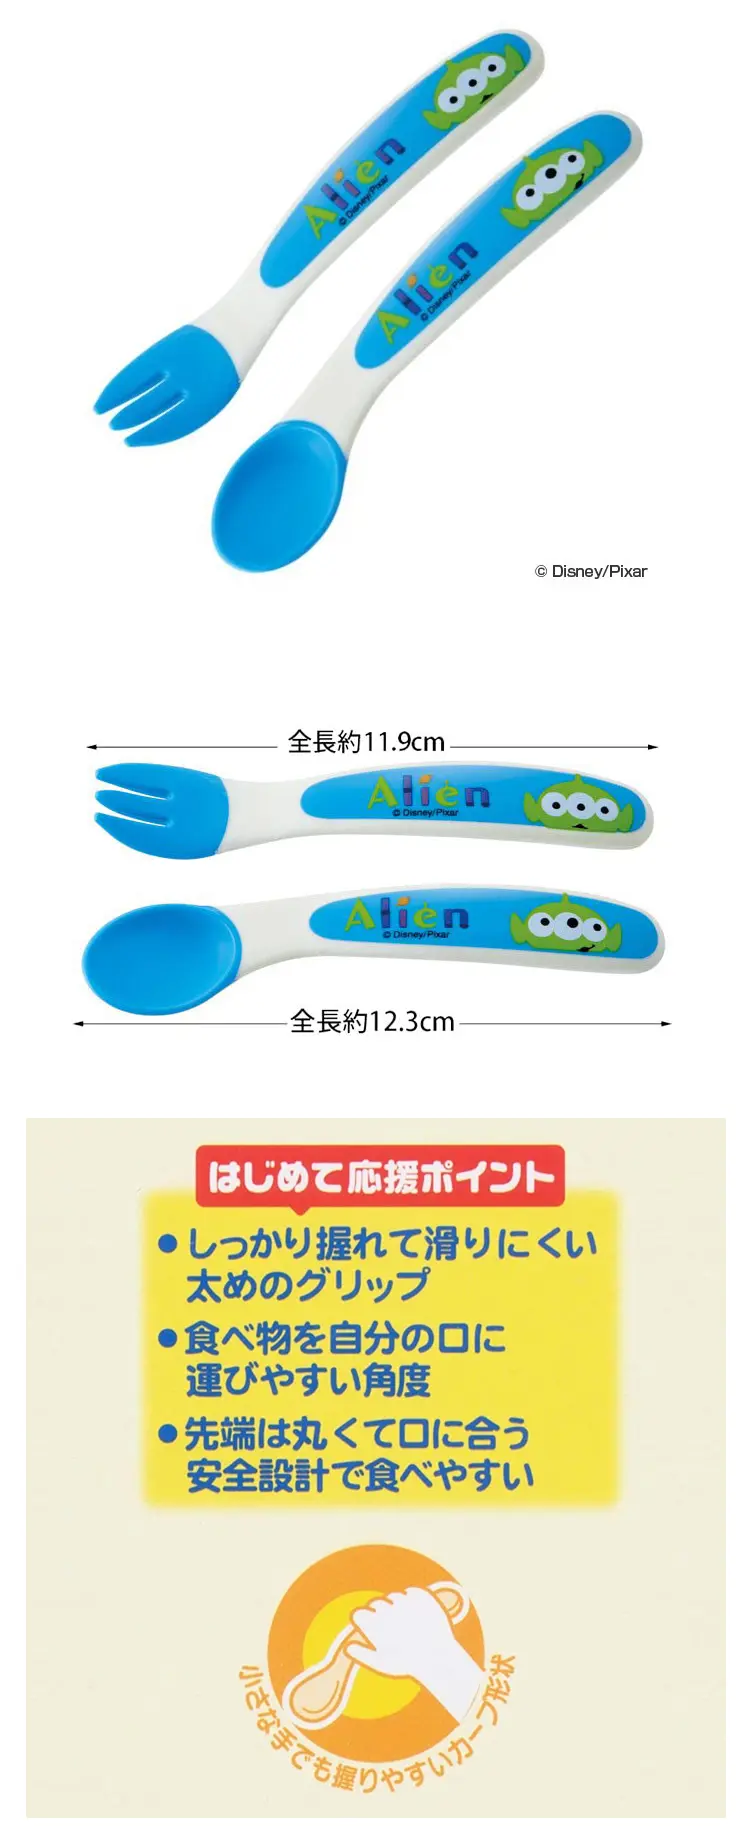 Alien
© Disney/Pixar
Alien
© Disney/Pixar
© Disney/Pixar
全長約11.9cm
Alien
© Disney/Pixar
Alien
© Disney/Pixar
全長約12.3cm
はじめて応援ポイント
●しっかり握れて滑りにくい
太めのグリップ
●食べ物を自分の口に
運びやすい角度
●先端は丸くて口に合う
安全設計で食べやすい
小さな手でも握りやすいカーブ形状